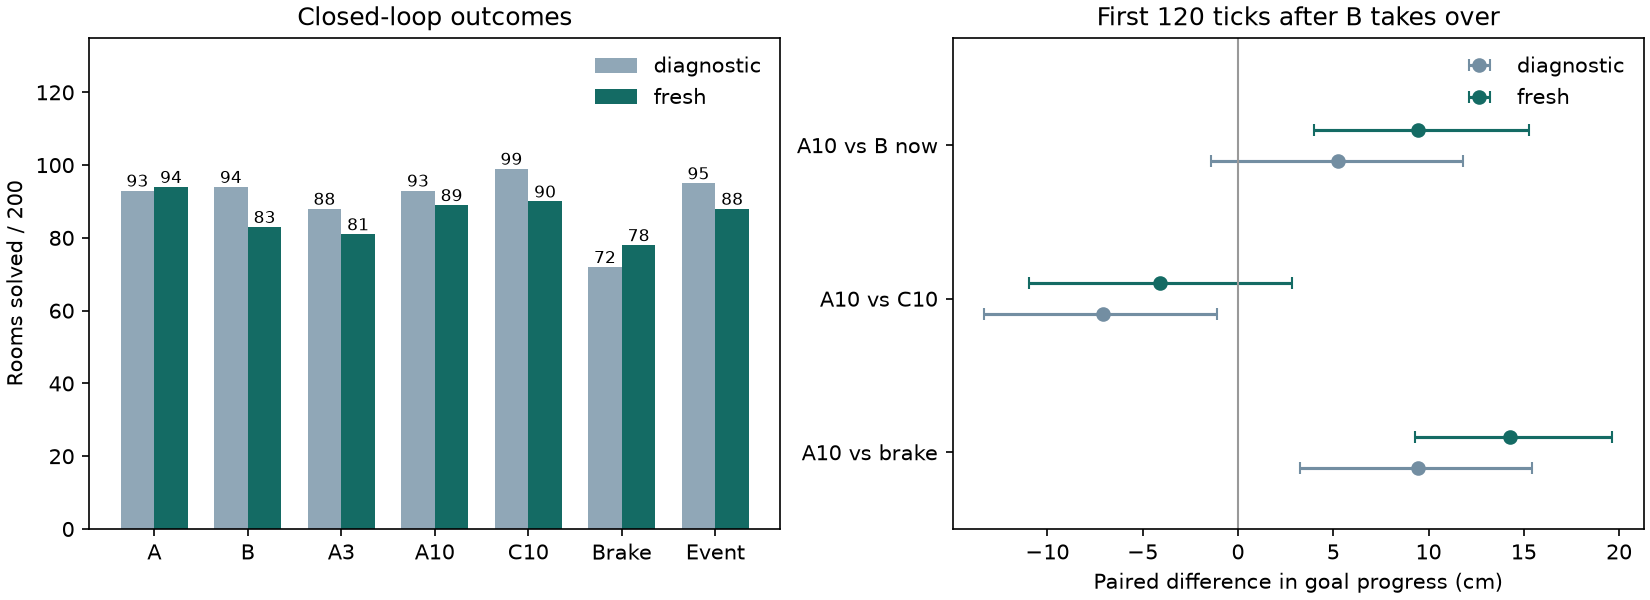 Closed-loop outcomes
Rooms solved / 200
120
100
80
60
40
20
0
diagnostic
fresh
93 94
94 83
88 81
93 89
99 90
72 78
95 88
A B A3 A10 C10 Brake Event
First 120 ticks after B takes over
diagnostic
fresh
A10 vs B now
A10 vs C10
A10 vs brake
−10 −5 0 5 10 15 20
Paired difference in goal progress (cm)